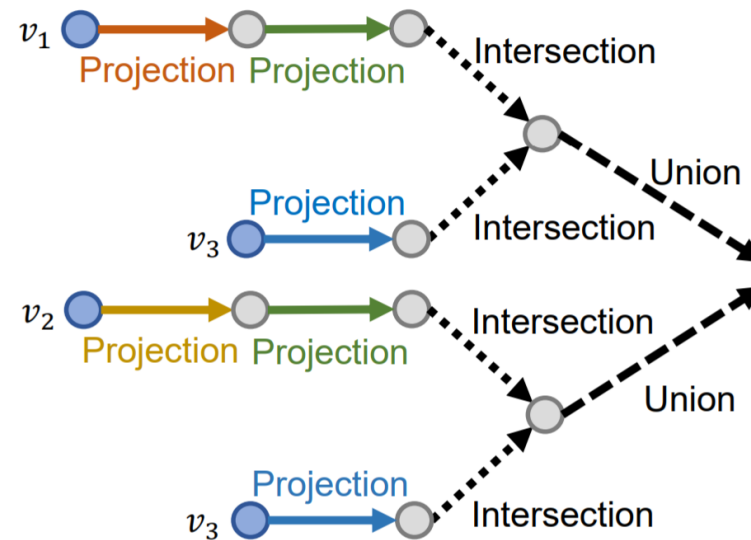 v₁
Projection Projection
Intersection
Union
Projection
v₃
Intersection
v₂
Projection Projection
Intersection
Union
Projection
v₃
Intersection